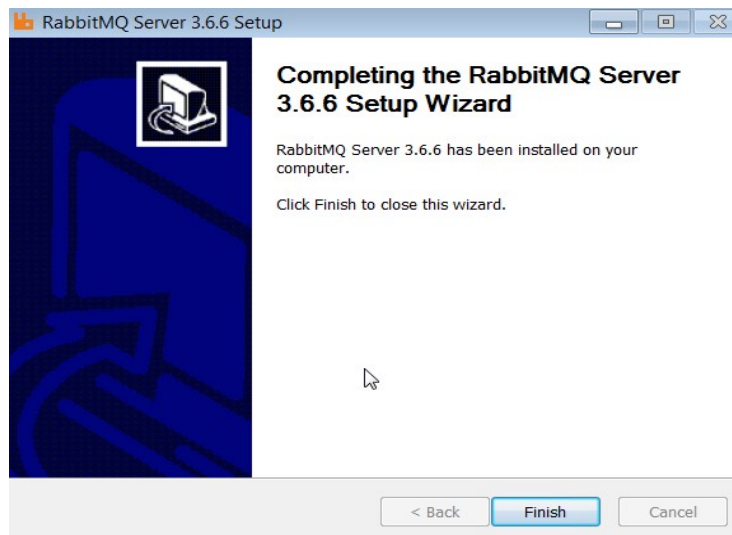 RabbitMQ Server 3.6.6 Setup
Completing the RabbitMQ Server
3.6.6 Setup Wizard
RabbitMQ Server 3.6.6 has been installed on your
computer.
Click Finish to close this wizard.
< Back
Finish
Cancel